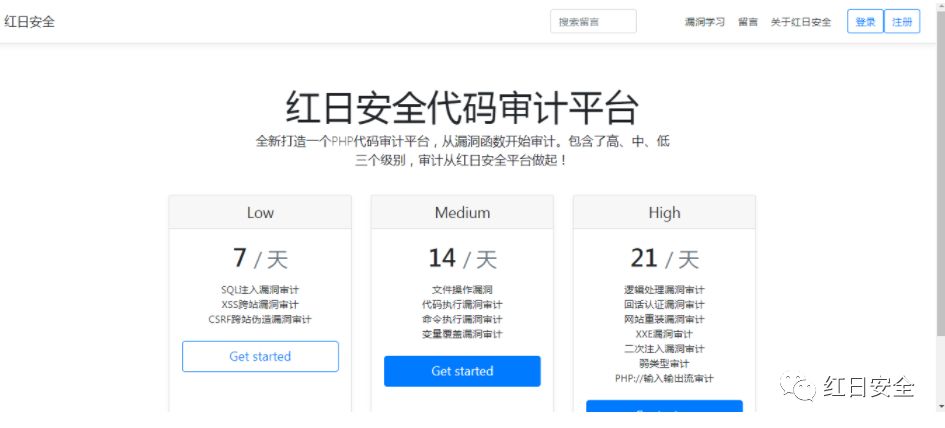 红日安全
搜索留言
漏洞学习 留言 关于红日安全 登录 注册
红日安全代码审计平台
全新打造一个PHP代码审计平台，从漏洞函数开始审计。包含了高、中、低
三个级别，审计从红日安全平台做起！
Low
7 / 天
SQL注入漏洞审计
XSS跨站漏洞审计
CSRF跨站伪造漏洞审计
Get started
Medium
14 / 天
文件操作漏洞
代码执行漏洞审计
命令执行漏洞审计
变量覆盖漏洞审计
Get started
High
21 / 天
逻辑处理漏洞审计
回话认证漏洞审计
网站重装漏洞审计
XXE漏洞审计
二次注入漏洞审计
弱类型审计
PHP://输入输出流审计
红日安全